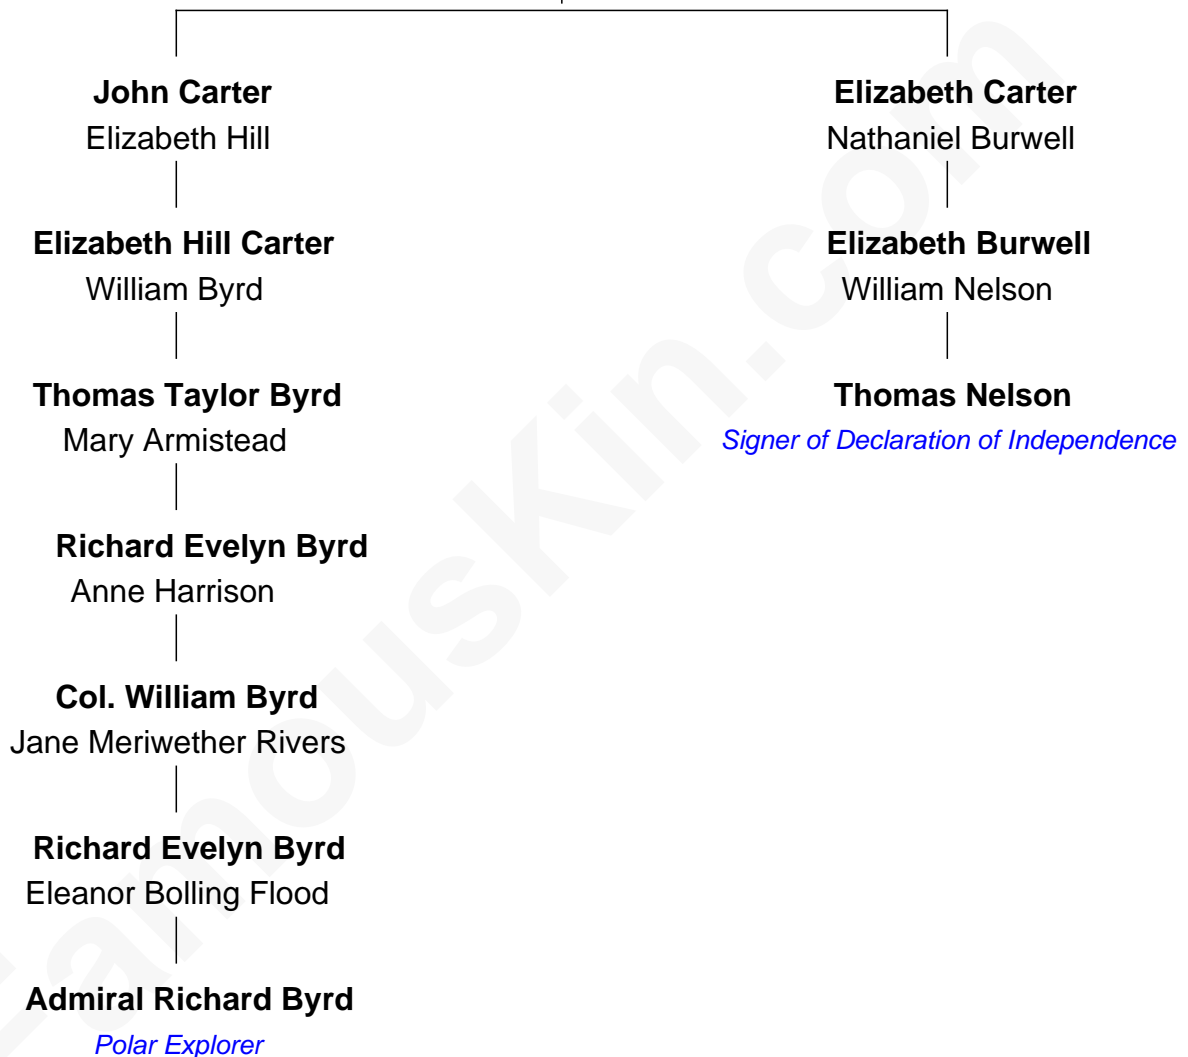 John Carter
Elizabeth Hill
Elizabeth Carter
Nathaniel Burwell
Elizabeth Hill Carter
William Byrd
Elizabeth Burwell
William Nelson
Thomas Taylor Byrd
Mary Armistead
Thomas Nelson
Signer of Declaration of Independence
Richard Evelyn Byrd
Anne Harrison
Col. William Byrd
Jane Meriwether Rivers
Richard Evelyn Byrd
Eleanor Bolling Flood
Admiral Richard Byrd
Polar Explorer
FamousKin.com